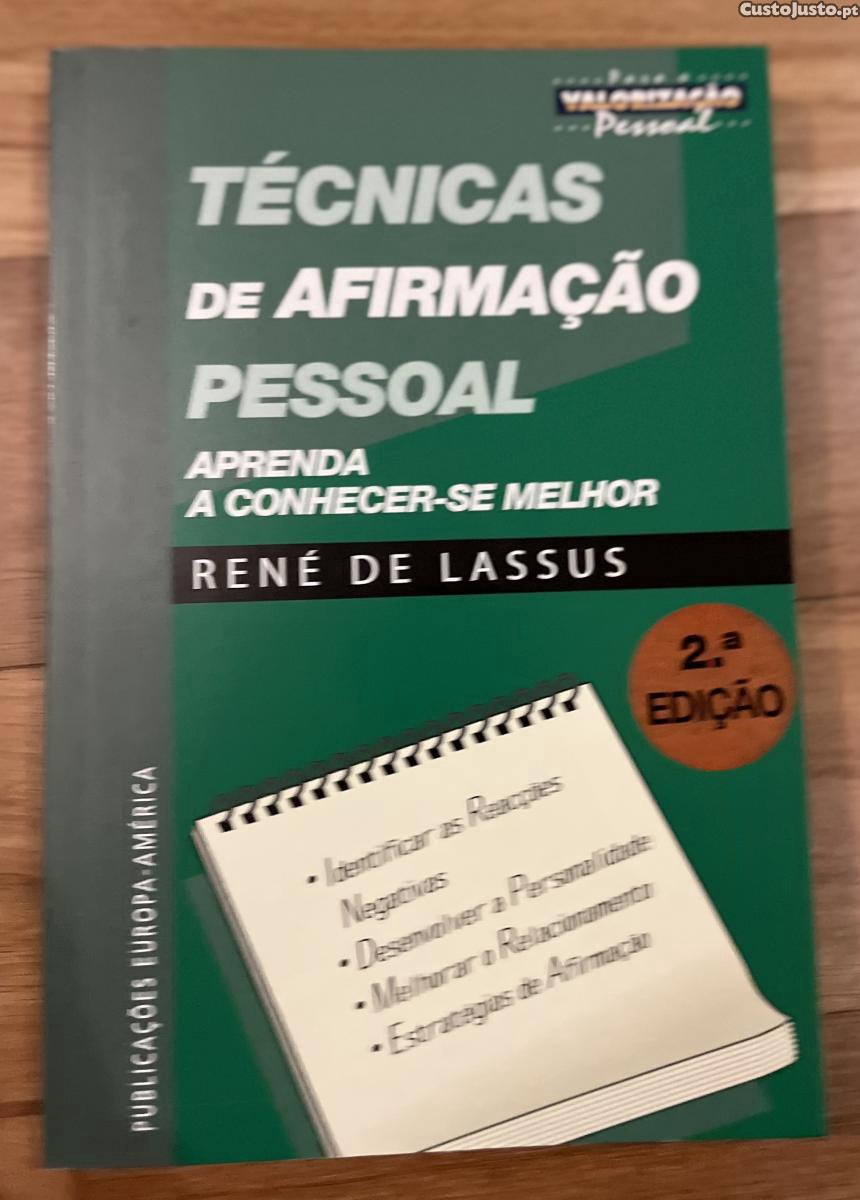 CustoJusto.pt
Para a
VALORIZAÇÃO
Pessoal
TÉCNICAS
DE AFIRMAÇÃO
PESSOAL
APRENDA
A CONHECER-SE MELHOR
RENÉ DE LASSUS
2.ª
EDIÇÃO
• Identificar as Reacções
Negativas
• Desenvolver a Personalidade
• Melhorar o Relacionamento
• Estratégias de Afirmação
PUBLICAÇÕES EUROPA-AMÉRICA